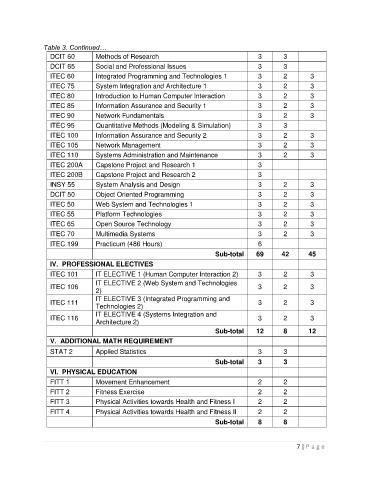 Table 3. Continued…
DCIT 60 Methods of Research 3 3
DCIT 65 Social and Professional Issues 3 3
ITEC 60 Integrated Programming and Technologies 1 3 2 3
ITEC 75 System Integration and Architecture 1 3 2 3
ITEC 80 Introduction to Human Computer Interaction 3 2 3
ITEC 85 Information Assurance and Security 1 3 2 3
ITEC 90 Network Fundamentals 3 2 3
ITEC 95 Quantitative Methods (Modeling & Simulation) 3 3
ITEC 100 Information Assurance and Security 2 3 2 3
ITEC 105 Network Management 3 2 3
ITEC 110 Systems Administration and Maintenance 3 2 3
ITEC 200A Capstone Project and Research 1 3
ITEC 200B Capstone Project and Research 2 3
INSY 55 System Analysis and Design 3 2 3
DCIT 50 Object Oriented Programming 3 2 3
ITEC 50 Web System and Technologies 1 3 2 3
ITEC 55 Platform Technologies 3 2 3
ITEC 65 Open Source Technology 3 2 3
ITEC 70 Multimedia Systems 3 2 3
ITEC 199 Practicum (486 Hours) 6
Sub-total 69 42 45
IV. PROFESSIONAL ELECTIVES
ITEC 101 IT ELECTIVE 1 (Human Computer Interaction 2) 3 2 3
ITEC 106 IT ELECTIVE 2 (Web System and Technologies
2) 3 2 3
ITEC 111 IT ELECTIVE 3 (Integrated Programming and
Technologies 2) 3 2 3
ITEC 116 IT ELECTIVE 4 (Systems Integration and
Architecture 2) 3 2 3
Sub-total 12 8 12
V. ADDITIONAL MATH REQUIREMENT
STAT 2 Applied Statistics 3 3
Sub-total 3 3
VI. PHYSICAL EDUCATION
FITT 1 Movement Enhancement 2 2
FITT 2 Fitness Exercise 2 2
FITT 3 Physical Activities towards Health and Fitness I 2 2
FITT 4 Physical Activities towards Health and Fitness II 2 2
Sub-total 8 8
7 | Page